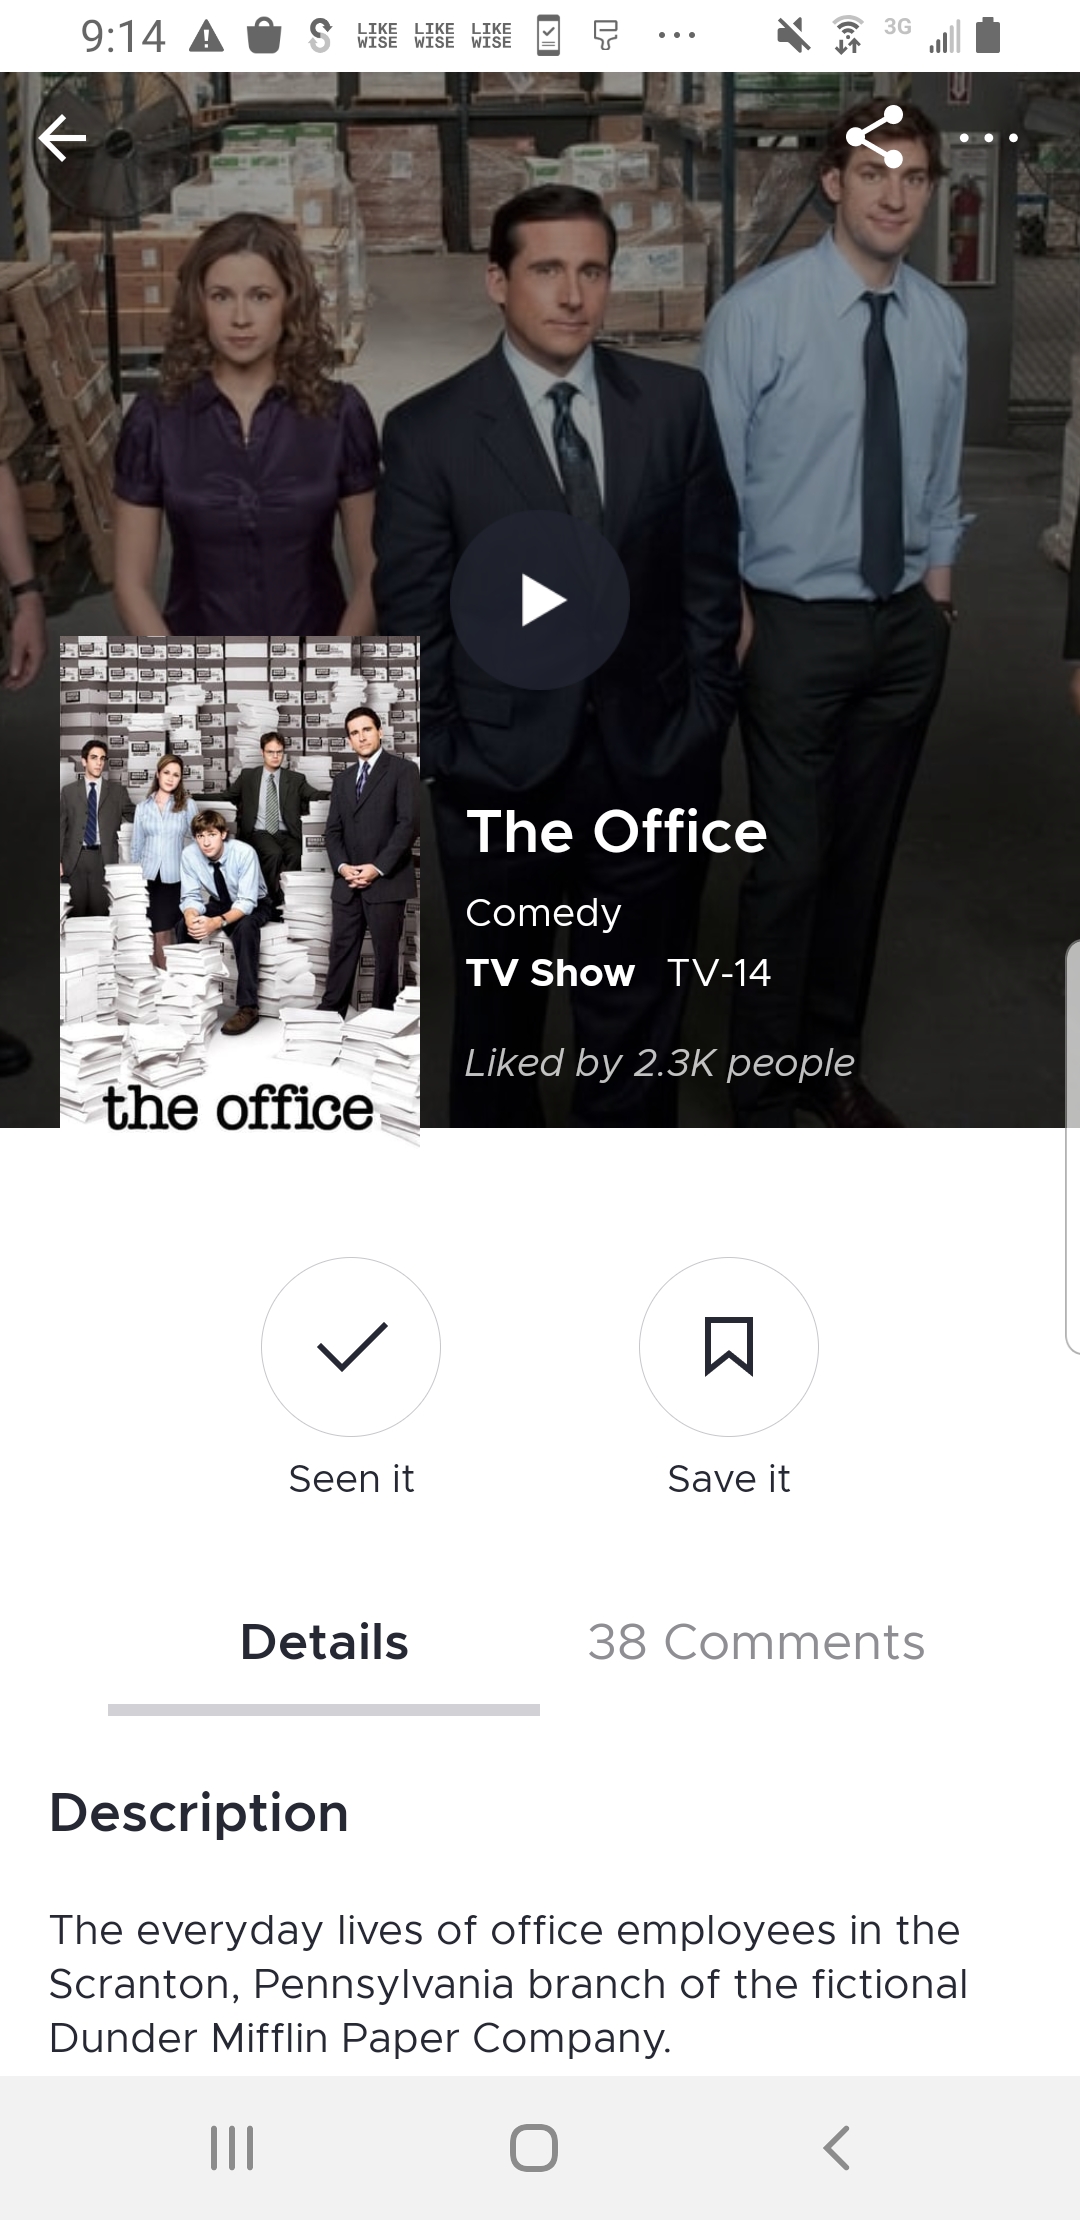 9:14
LIKE WISE LIKE WISE LIKE WISE
3G
The Office
Comedy
TV Show TV-14
Liked by 2.3K people
the office
Seen it
Save it
Details
38 Comments
Description
The everyday lives of office employees in the
Scranton, Pennsylvania branch of the fictional
Dunder Mifflin Paper Company.